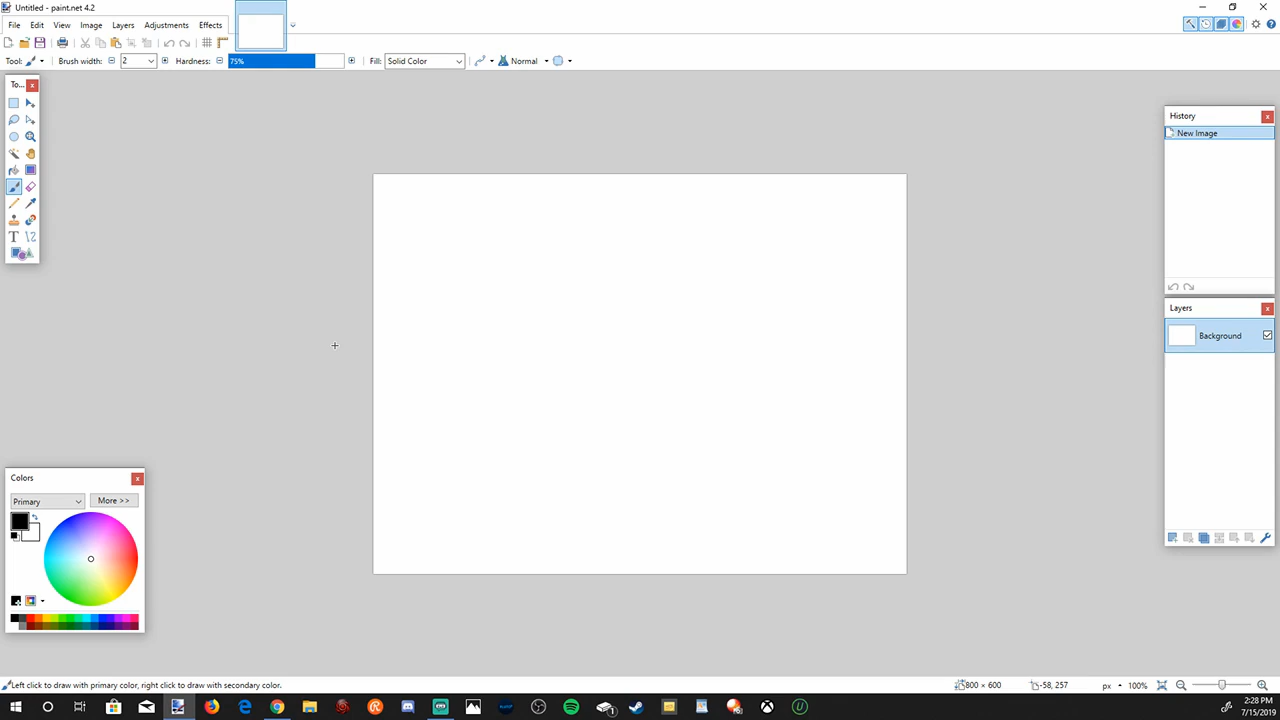 Untitled - paint.net 4.2
File Edit View Image Layers Adjustments Effects
Tool: Brush width: 2 Hardness: 75% Fill: Solid Color Normal
To...
History
New Image
Layers
Background
Colors
Primary More >>
Left click to draw with primary color, right click to draw with secondary color.
800 × 600 -58, 257 px 100%
2:28 PM
7/15/2019